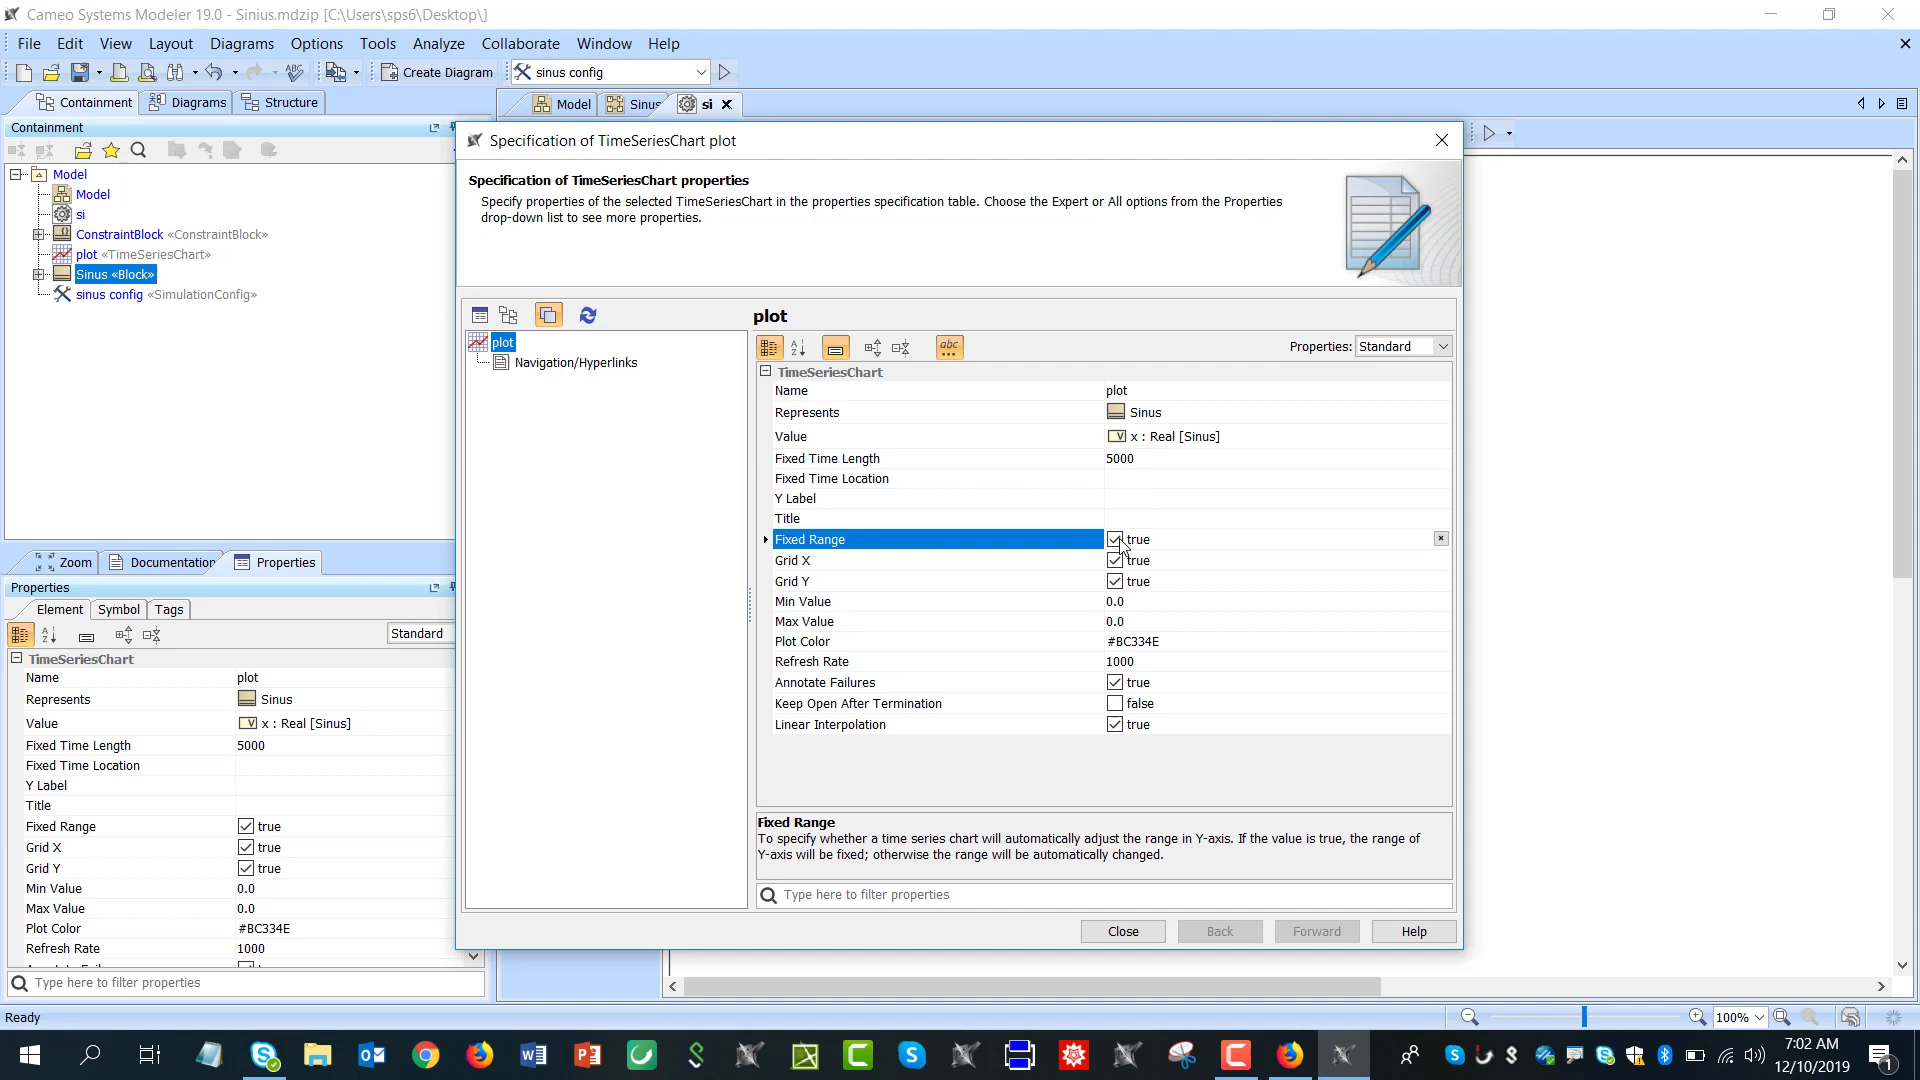 Cameo Systems Modeler 19.0 - Sinius.mdzip [C:\Users\sps6\Desktop\]
File Edit View Layout Diagrams Options Tools Analyze Collaborate Window Help
Create Diagram sinus config
Containment Diagrams Structure
Model Sinus si
Containment
Model
Model
si
ConstraintBlock «ConstraintBlock»
plot «TimeSeriesChart»
Sinus «Block»
sinus config «SimulationConfig»
Zoom Documentation Properties
Properties
Element Symbol Tags
Standard
TimeSeriesChart
Name plot
Represents Sinus
Value x : Real [Sinus]
Fixed Time Length 5000
Fixed Time Location
Y Label
Title
Fixed Range true
Grid X true
Grid Y true
Min Value 0.0
Max Value 0.0
Plot Color #BC334E
Refresh Rate 1000
Type here to filter properties
Specification of TimeSeriesChart plot
Specification of TimeSeriesChart properties
Specify properties of the selected TimeSeriesChart in the properties specification table. Choose the Expert or All options from the Properties
drop-down list to see more properties.
plot
Navigation/Hyperlinks
plot
Properties: Standard
TimeSeriesChart
Name plot
Represents Sinus
Value x : Real [Sinus]
Fixed Time Length 5000
Fixed Time Location
Y Label
Title
Fixed Range true
Grid X true
Grid Y true
Min Value 0.0
Max Value 0.0
Plot Color #BC334E
Refresh Rate 1000
Annotate Failures true
Keep Open After Termination false
Linear Interpolation true
Fixed Range
To specify whether a time series chart will automatically adjust the range in Y-axis. If the value is true, the range of
Y-axis will be fixed; otherwise the range will be automatically changed.
Type here to filter properties
Close Back Forward Help
Ready
100%
7:02 AM
12/10/2019
1